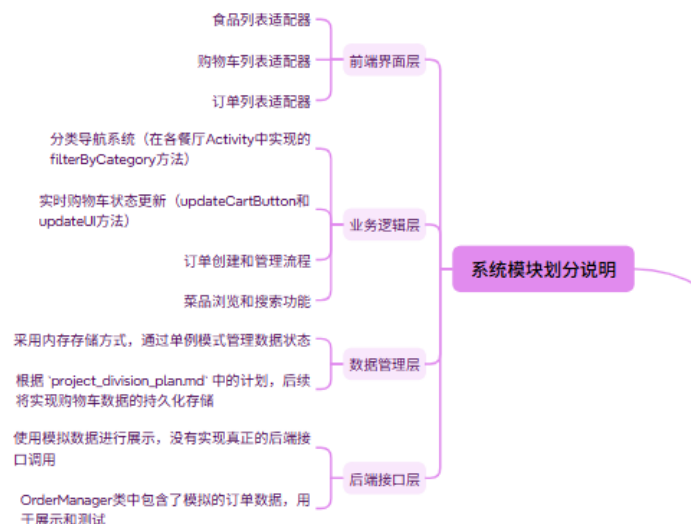 系统模块划分说明
前端界面层
食品列表适配器
购物车列表适配器
订单列表适配器
业务逻辑层
分类导航系统（在各餐厅Activity中实现的
filterByCategory方法）
实时购物车状态更新（updateCartButton和
updateUI方法）
订单创建和管理流程
菜品浏览和搜索功能
数据管理层
采用内存存储方式，通过单例模式管理数据状态
根据 'project_division_plan.md' 中的计划，后续
将实现购物车数据的持久化存储
后端接口层
使用模拟数据进行展示，没有实现真正的后端接
口调用
OrderManager类中包含了模拟的订单数据，用
于展示和测试